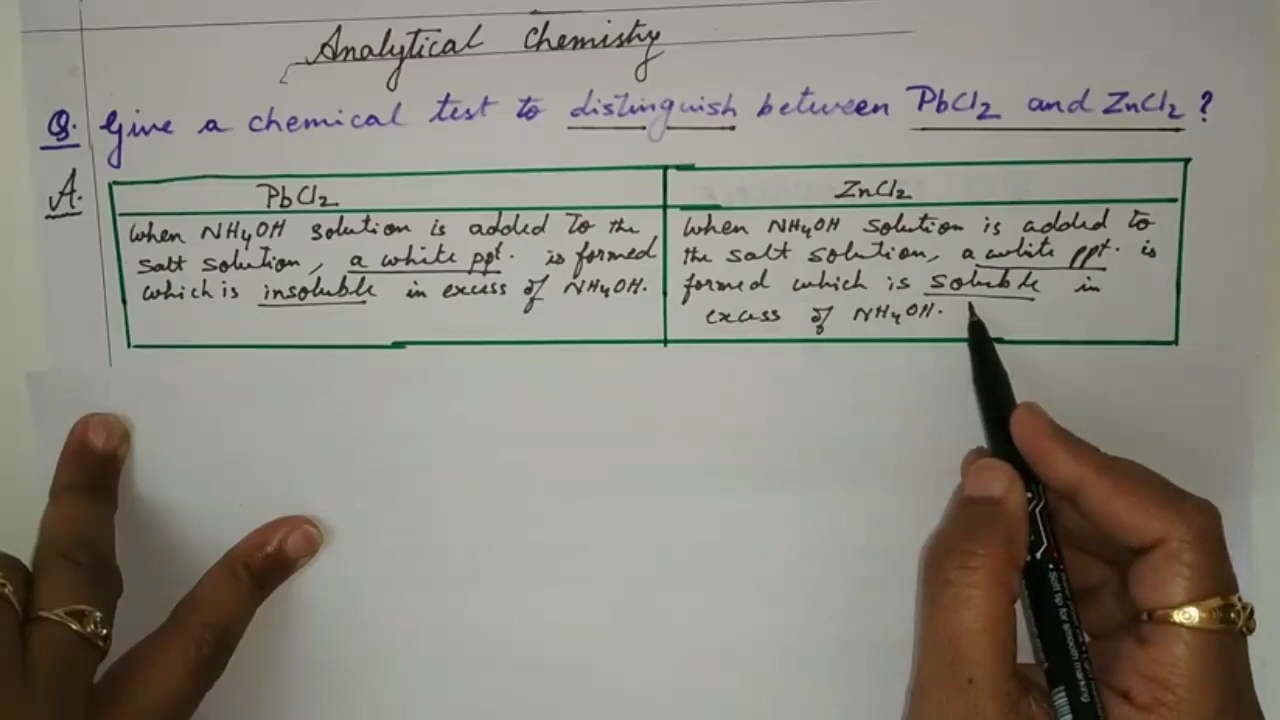 Analytical Chemistry
Q. Give a chemical test to distinguish between PbCl2 and ZnCl2?
A.
PbCl2
When NH4OH solution is added to the
salt solution, a white ppt. is formed
which is insoluble in excess of NH4OH.
ZnCl2
When NH4OH solution is added to
the salt solution, a white ppt. is
formed which is soluble in
excess of NH4OH.